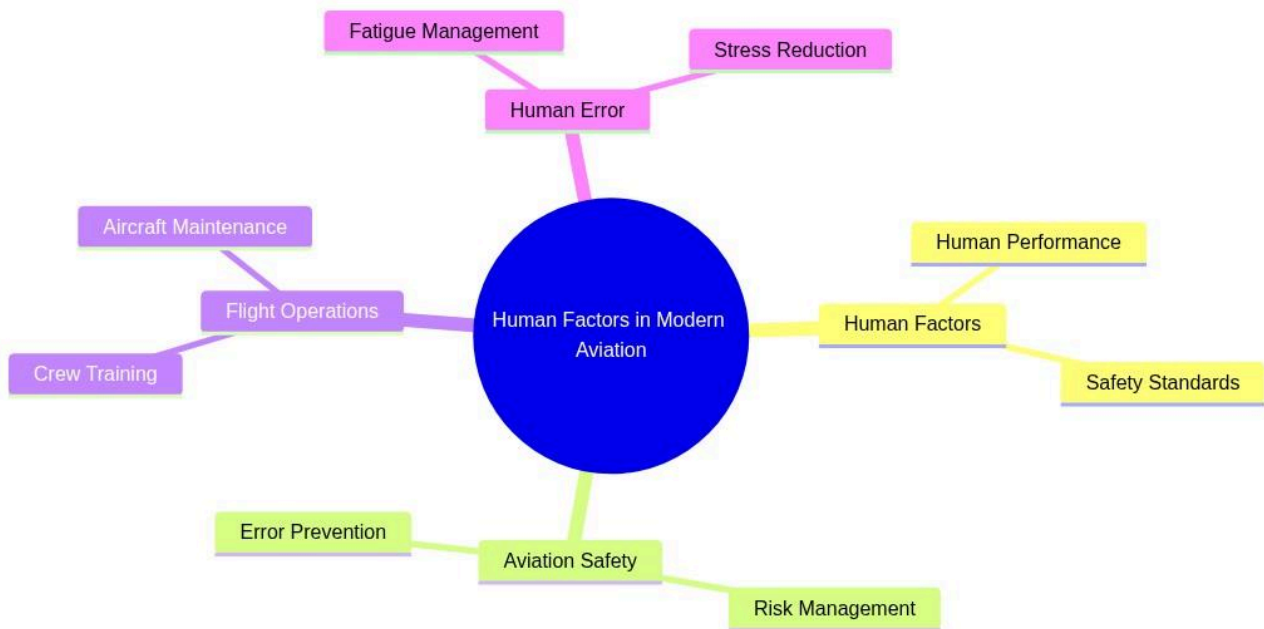 Fatigue Management
Stress Reduction
Human Error
Aircraft Maintenance
Human Performance
Flight Operations
Human Factors in Modern
Aviation
Human Factors
Crew Training
Safety Standards
Error Prevention
Aviation Safety
Risk Management